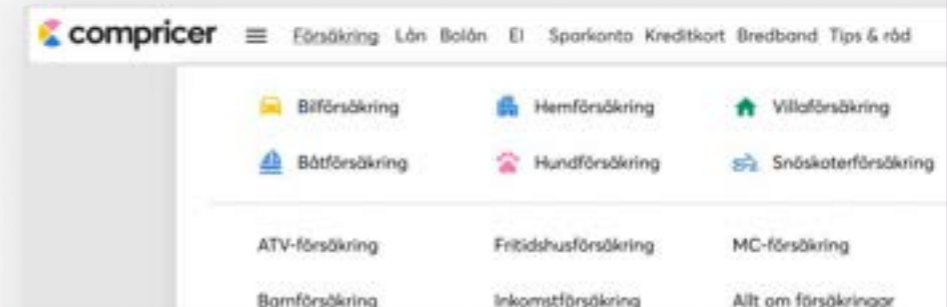 compricer Försäkring Lån Bolån El Sparkonto Kreditkort Bredband Tips & råd
Bilförsäkring Hemförsäkring Villaförsäkring
Båtförsäkring Hundförsäkring Snöskoterförsäkring
ATV-försäkring Fritidshusförsäkring MC-försäkring
Barnförsäkring Inkomstförsäkring Allt om försäkringar